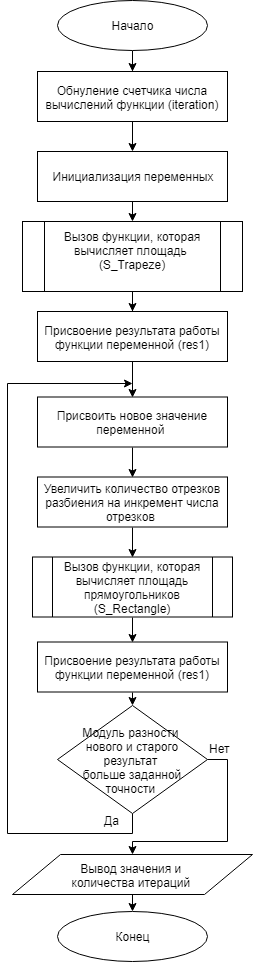 Начало
Обнуление счетчика числа
вычислений функции (iteration)
Инициализация переменных
Вызов функции, которая
вычисляет площадь
(S_Trapeze)
Присвоение результата работы
функции переменной (res1)
Присвоить новое значение
переменной
Увеличить количество отрезков
разбиения на инкремент числа
отрезков
Вызов функции, которая
вычисляет площадь
прямоугольников
(S_Rectangle)
Присвоение результата работы
функции переменной (res1)
Модуль разности
нового и старого
результат
больше заданной
точности
Нет
Да
Вывод значения и
количества итераций
Конец